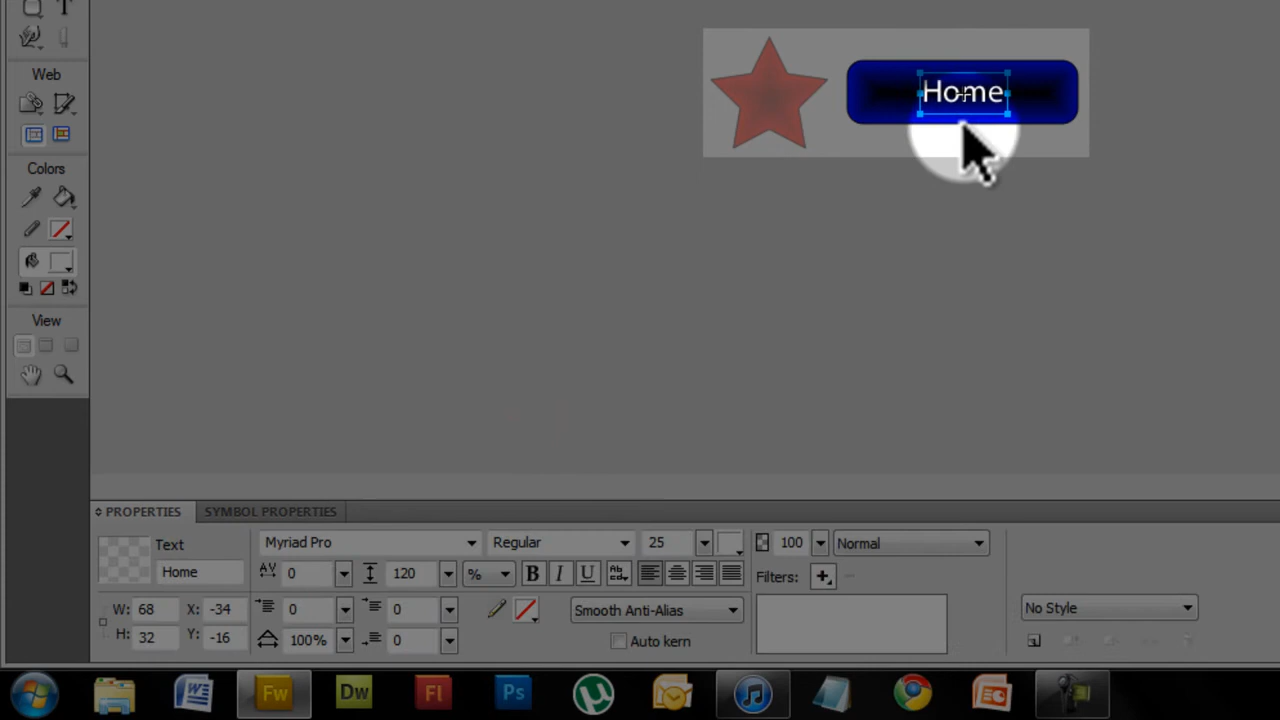 T
Web
Home
Colors
View
PROPERTIES SYMBOL PROPERTIES
Text Myriad Pro Regular 25 100 Normal
Home AV 0 120 % B I U Filters:
W: 68 X: -34 0 0 Smooth Anti-Alias No Style
H: 32 Y: -16 100% 0 Auto kern
W Fw Dw Fl Ps